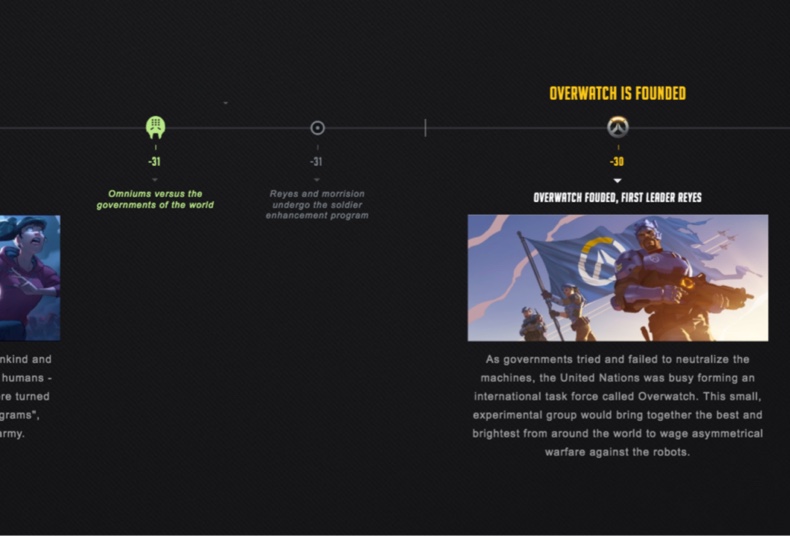 OVERWATCH IS FOUNDED
-31
-31
-30
Omniums versus the
governments of the world
Reyes and morrision
undergo the soldier
enhancement program
OVERWATCH FOUDED, FIRST LEADER REYES
nkind and
humans -
re turned
grams",
army.
As governments tried and failed to neutralize the
machines, the United Nations was busy forming an
international task force called Overwatch. This small,
experimental group would bring together the best and
brightest from around the world to wage asymmetrical
warfare against the robots.